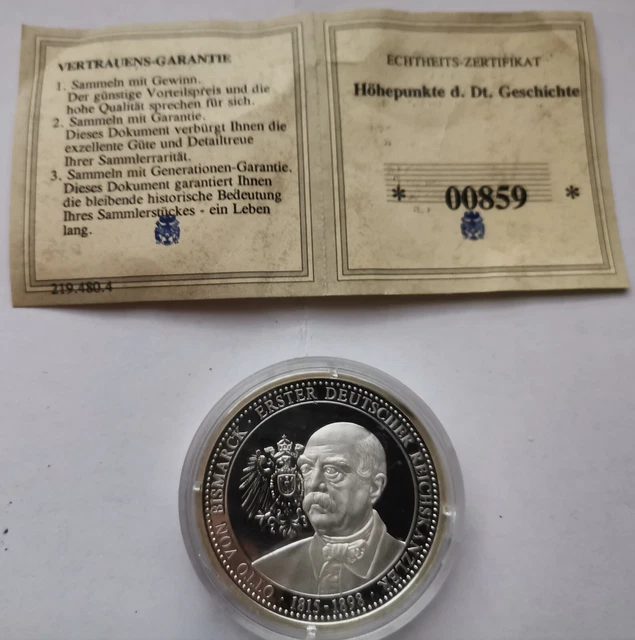 VERTRAUENS-GARANTIE
1. Sammeln mit Gewinn.
Der günstige Vorteilspreis und die
hohe Qualität sprechen für sich.
2. Sammeln mit Garantie.
Dieses Dokument verbürgt Ihnen die
exzellente Güte und Detailtreue
Ihrer Sammlerrarität.
3. Sammeln mit Generationen-Garantie.
Dieses Dokument garantiert Ihnen
die bleibende historische Bedeutung
Ihres Sammlerstückes - ein Leben
lang.
219.480.4
ECHTHEITS-ZERTIFIKAT
Höhepunkte d. Dt. Geschichte
* 00859 *
OTTO VON BISMARCK · ERSTER DEUTSCHER REICHSKANZLER
· 1815-1898 ·